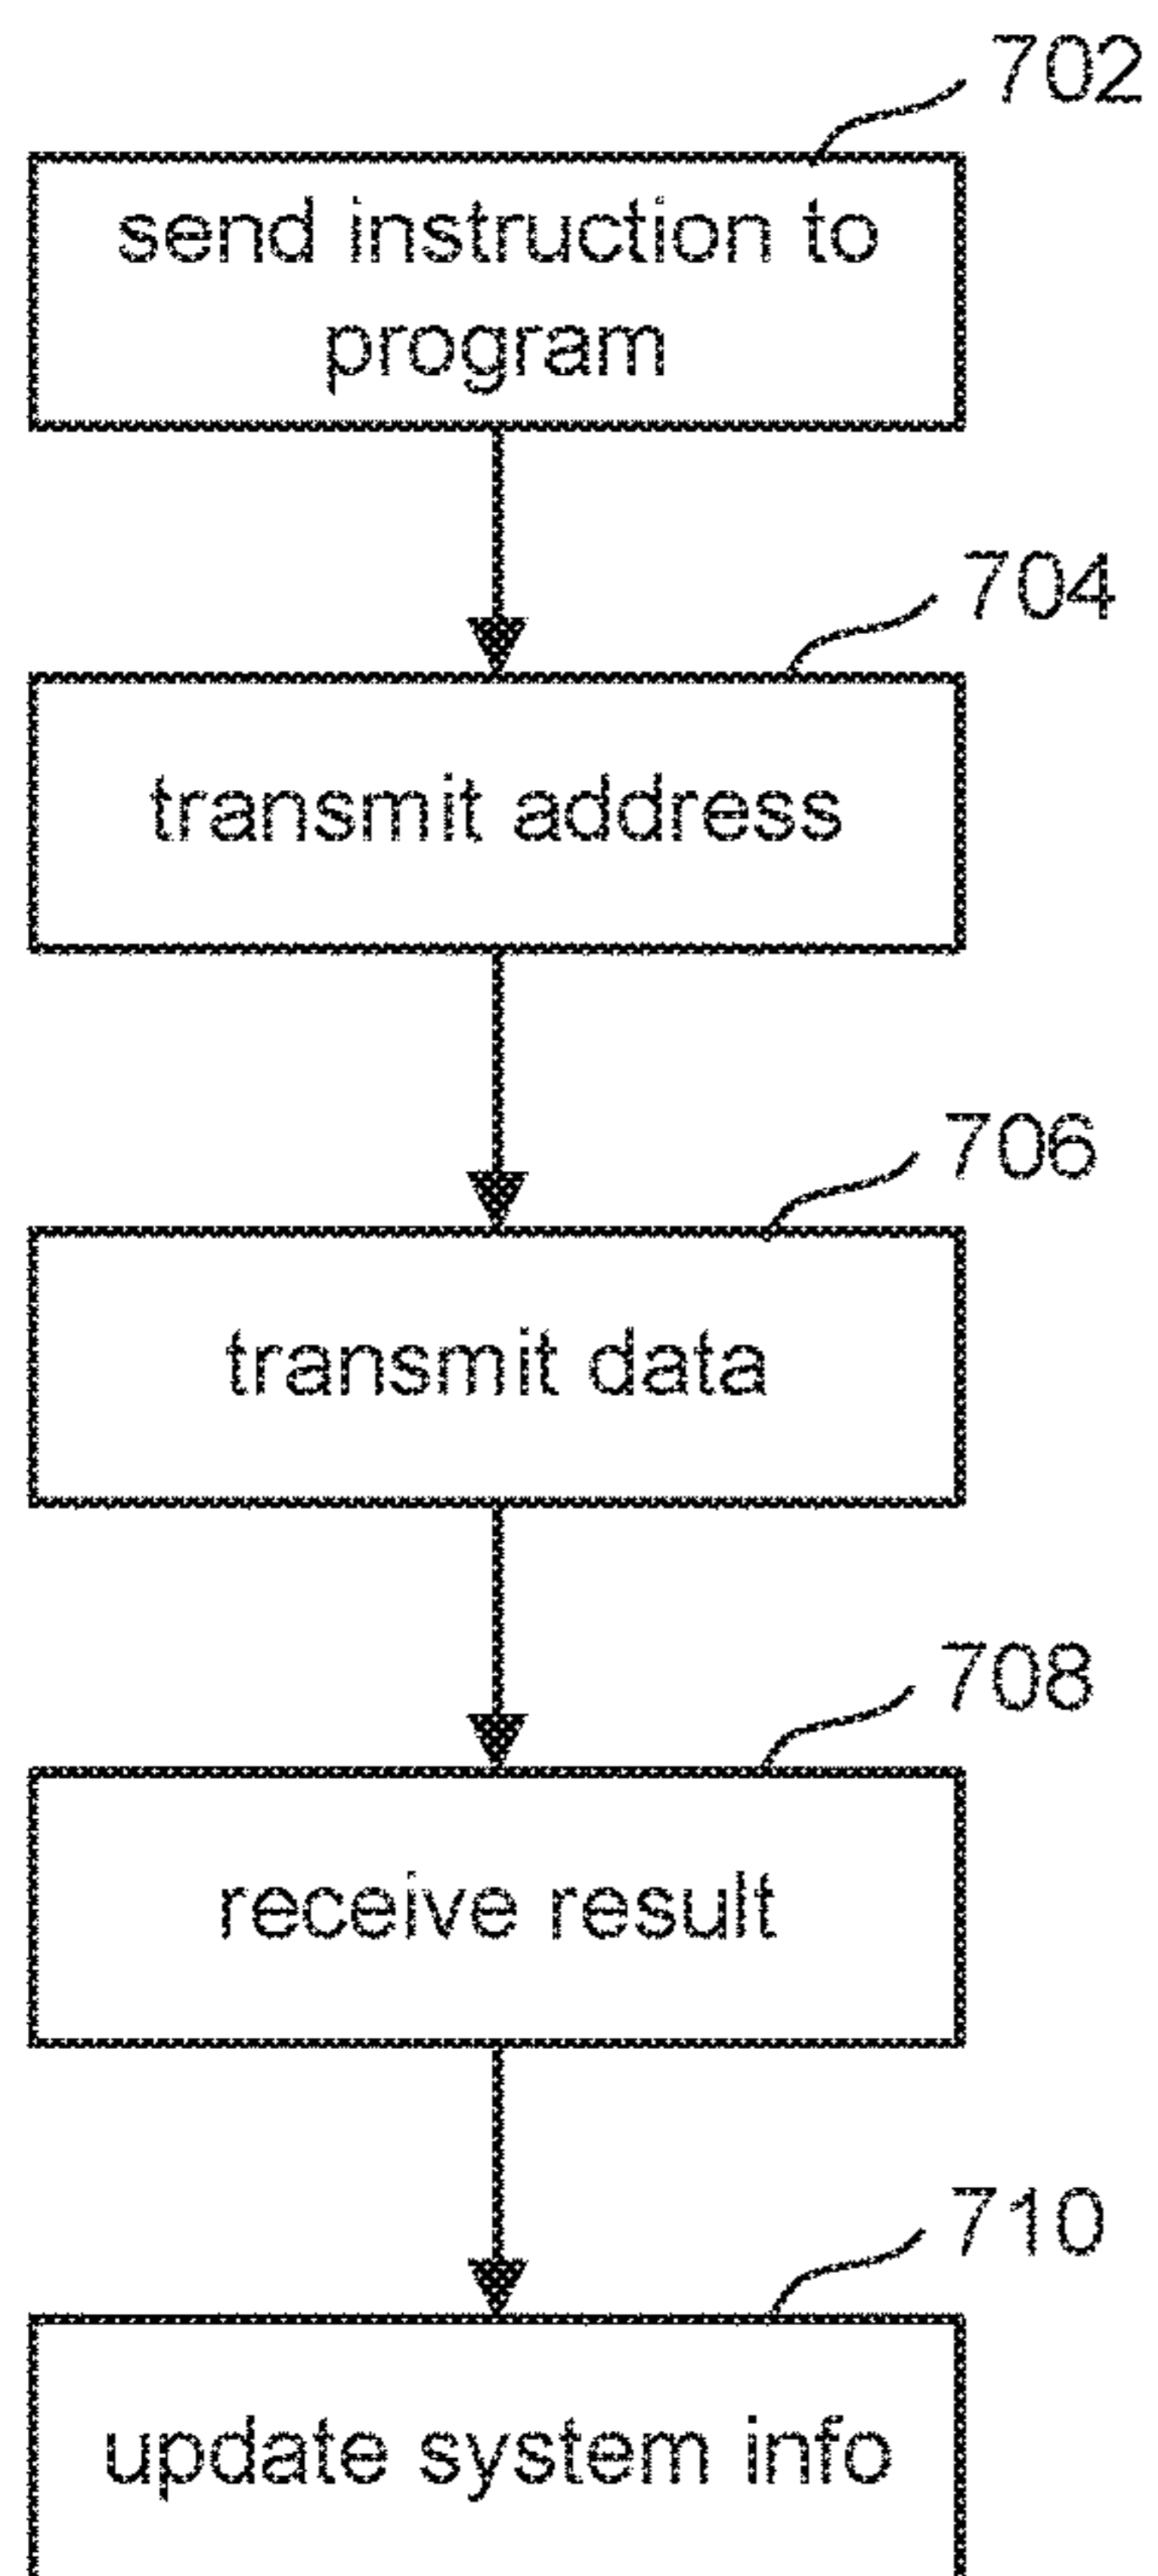 702
send instruction to
program
704
transmit address
706
transmit data
708
receive result
710
update system info